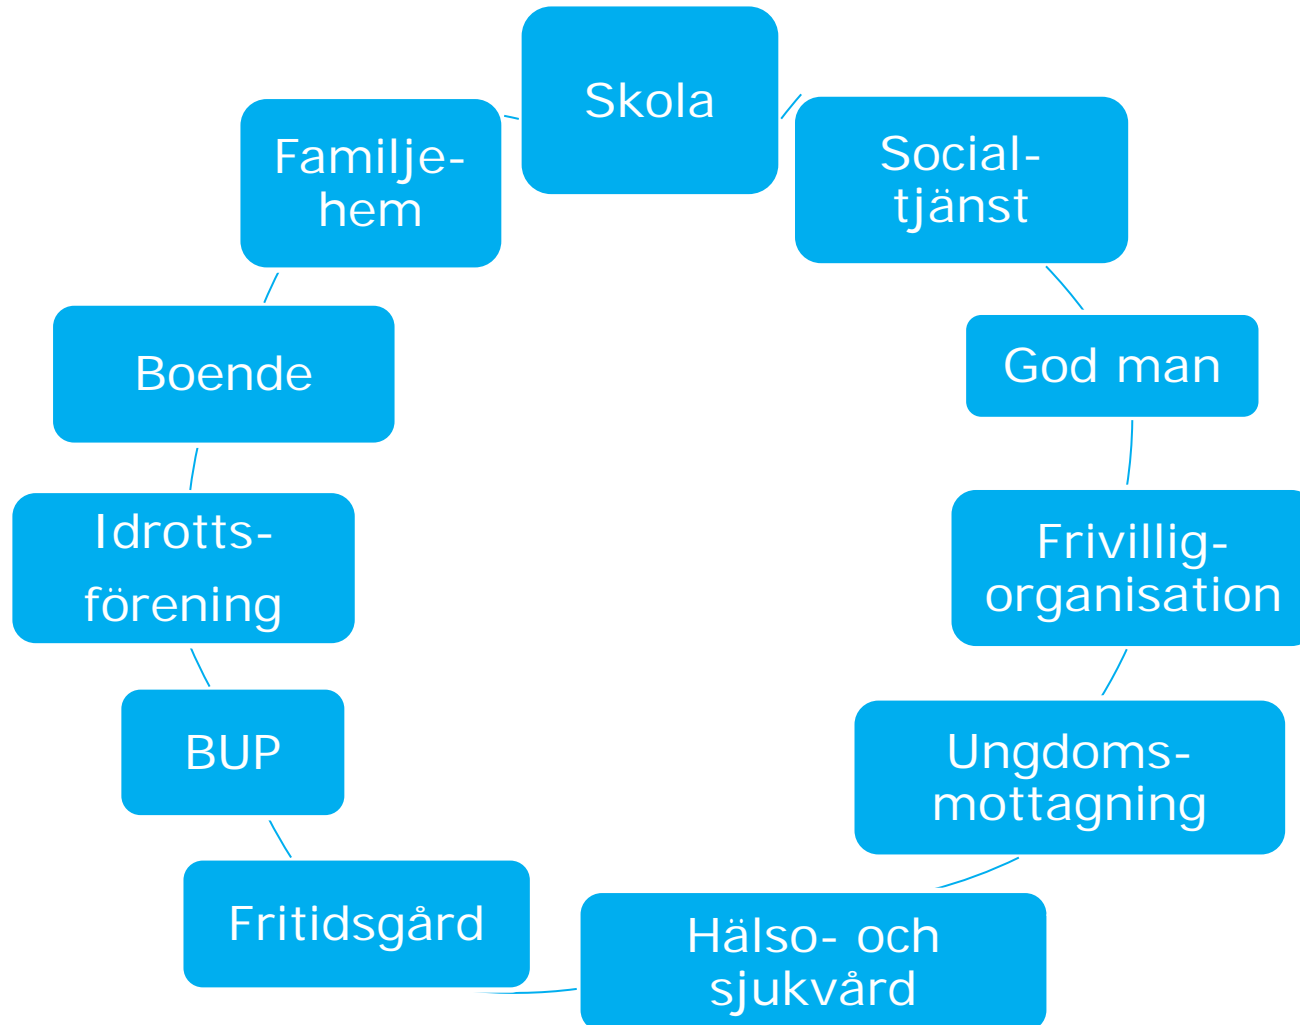 Skola
Social-
tjänst
God man
Frivillig-
organisation
Ungdoms-
mottagning
Hälso- och
sjukvård
Fritidsgård
BUP
Idrotts-
förening
Boende
Familje-
hem